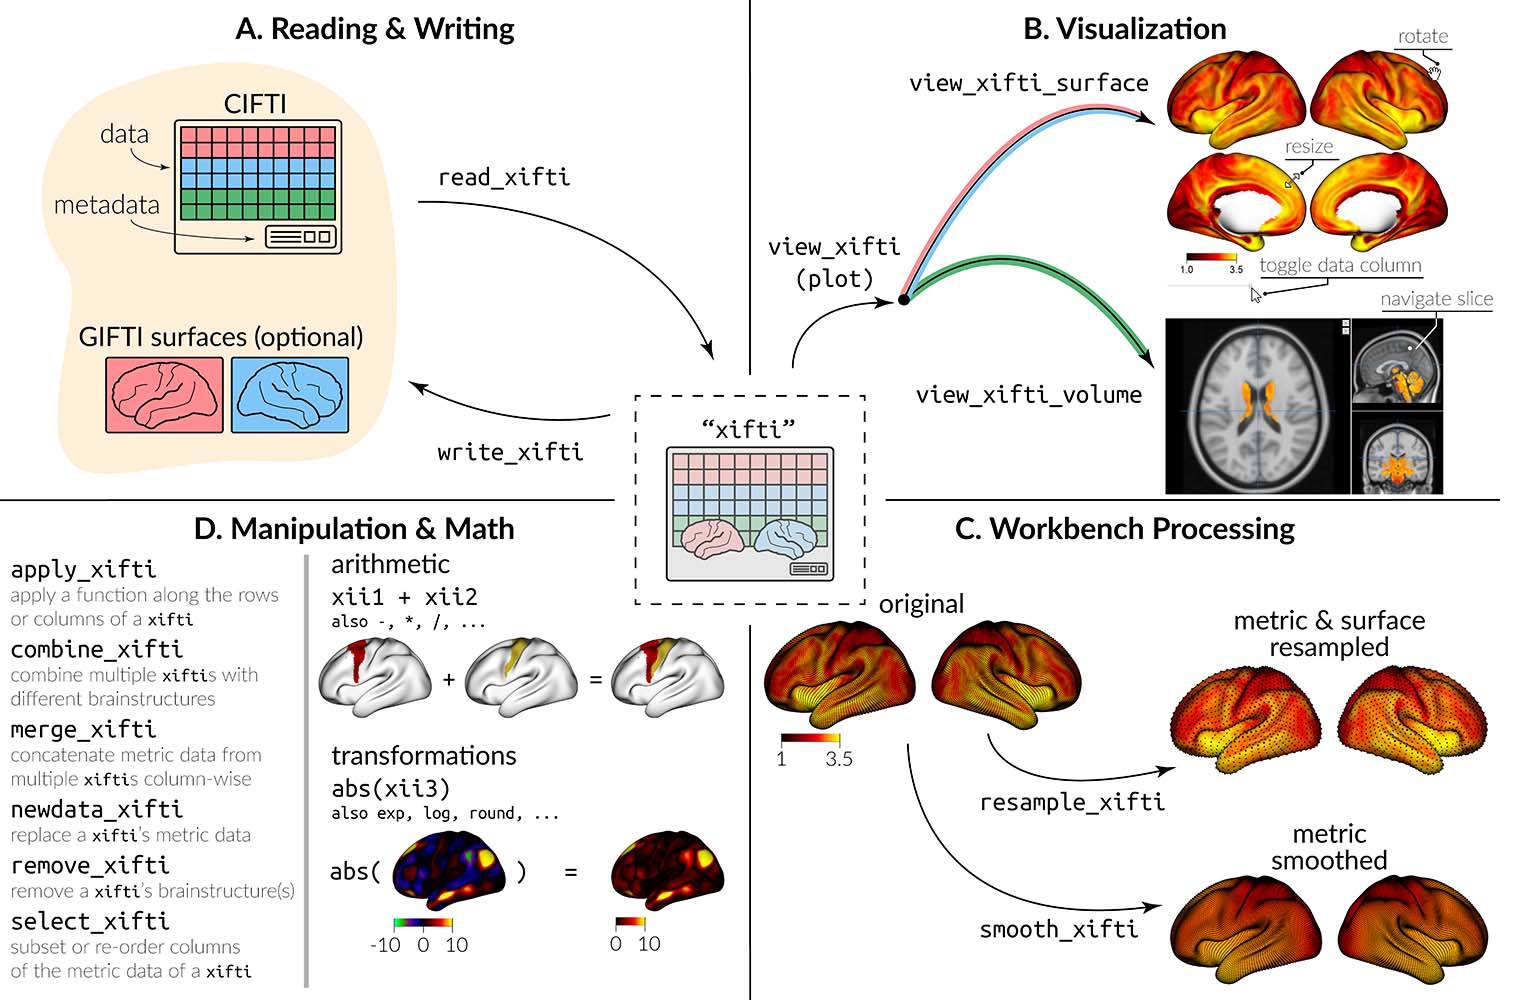 A. Reading & Writing
CIFTI
data
metadata
GIFTI surfaces (optional)
read_xifti
write_xifti
"xifti"
B. Visualization
view_xifti_surface
rotate
resize
view_xifti
(plot)
1.0 3.5
toggle data column
navigate slice
view_xifti_volume
D. Manipulation & Math
apply_xifti
apply a function along the rows
or columns of a xifti
combine_xifti
combine multiple xiftis with
different brainstructures
merge_xifti
concatenate metric data from
multiple xiftis column-wise
newdata_xifti
replace a xifti's metric data
remove_xifti
remove a xifti's brainstructure(s)
select_xifti
subset or re-order columns
of the metric data of a xifti
arithmetic
xii1 + xii2
also -, *, /, ...
+ =
transformations
abs(xii3)
also exp, log, round, ...
abs( ) =
-10 0 10
0 10
C. Workbench Processing
original
1 3.5
metric & surface
resampled
resample_xifti
metric
smoothed
smooth_xifti